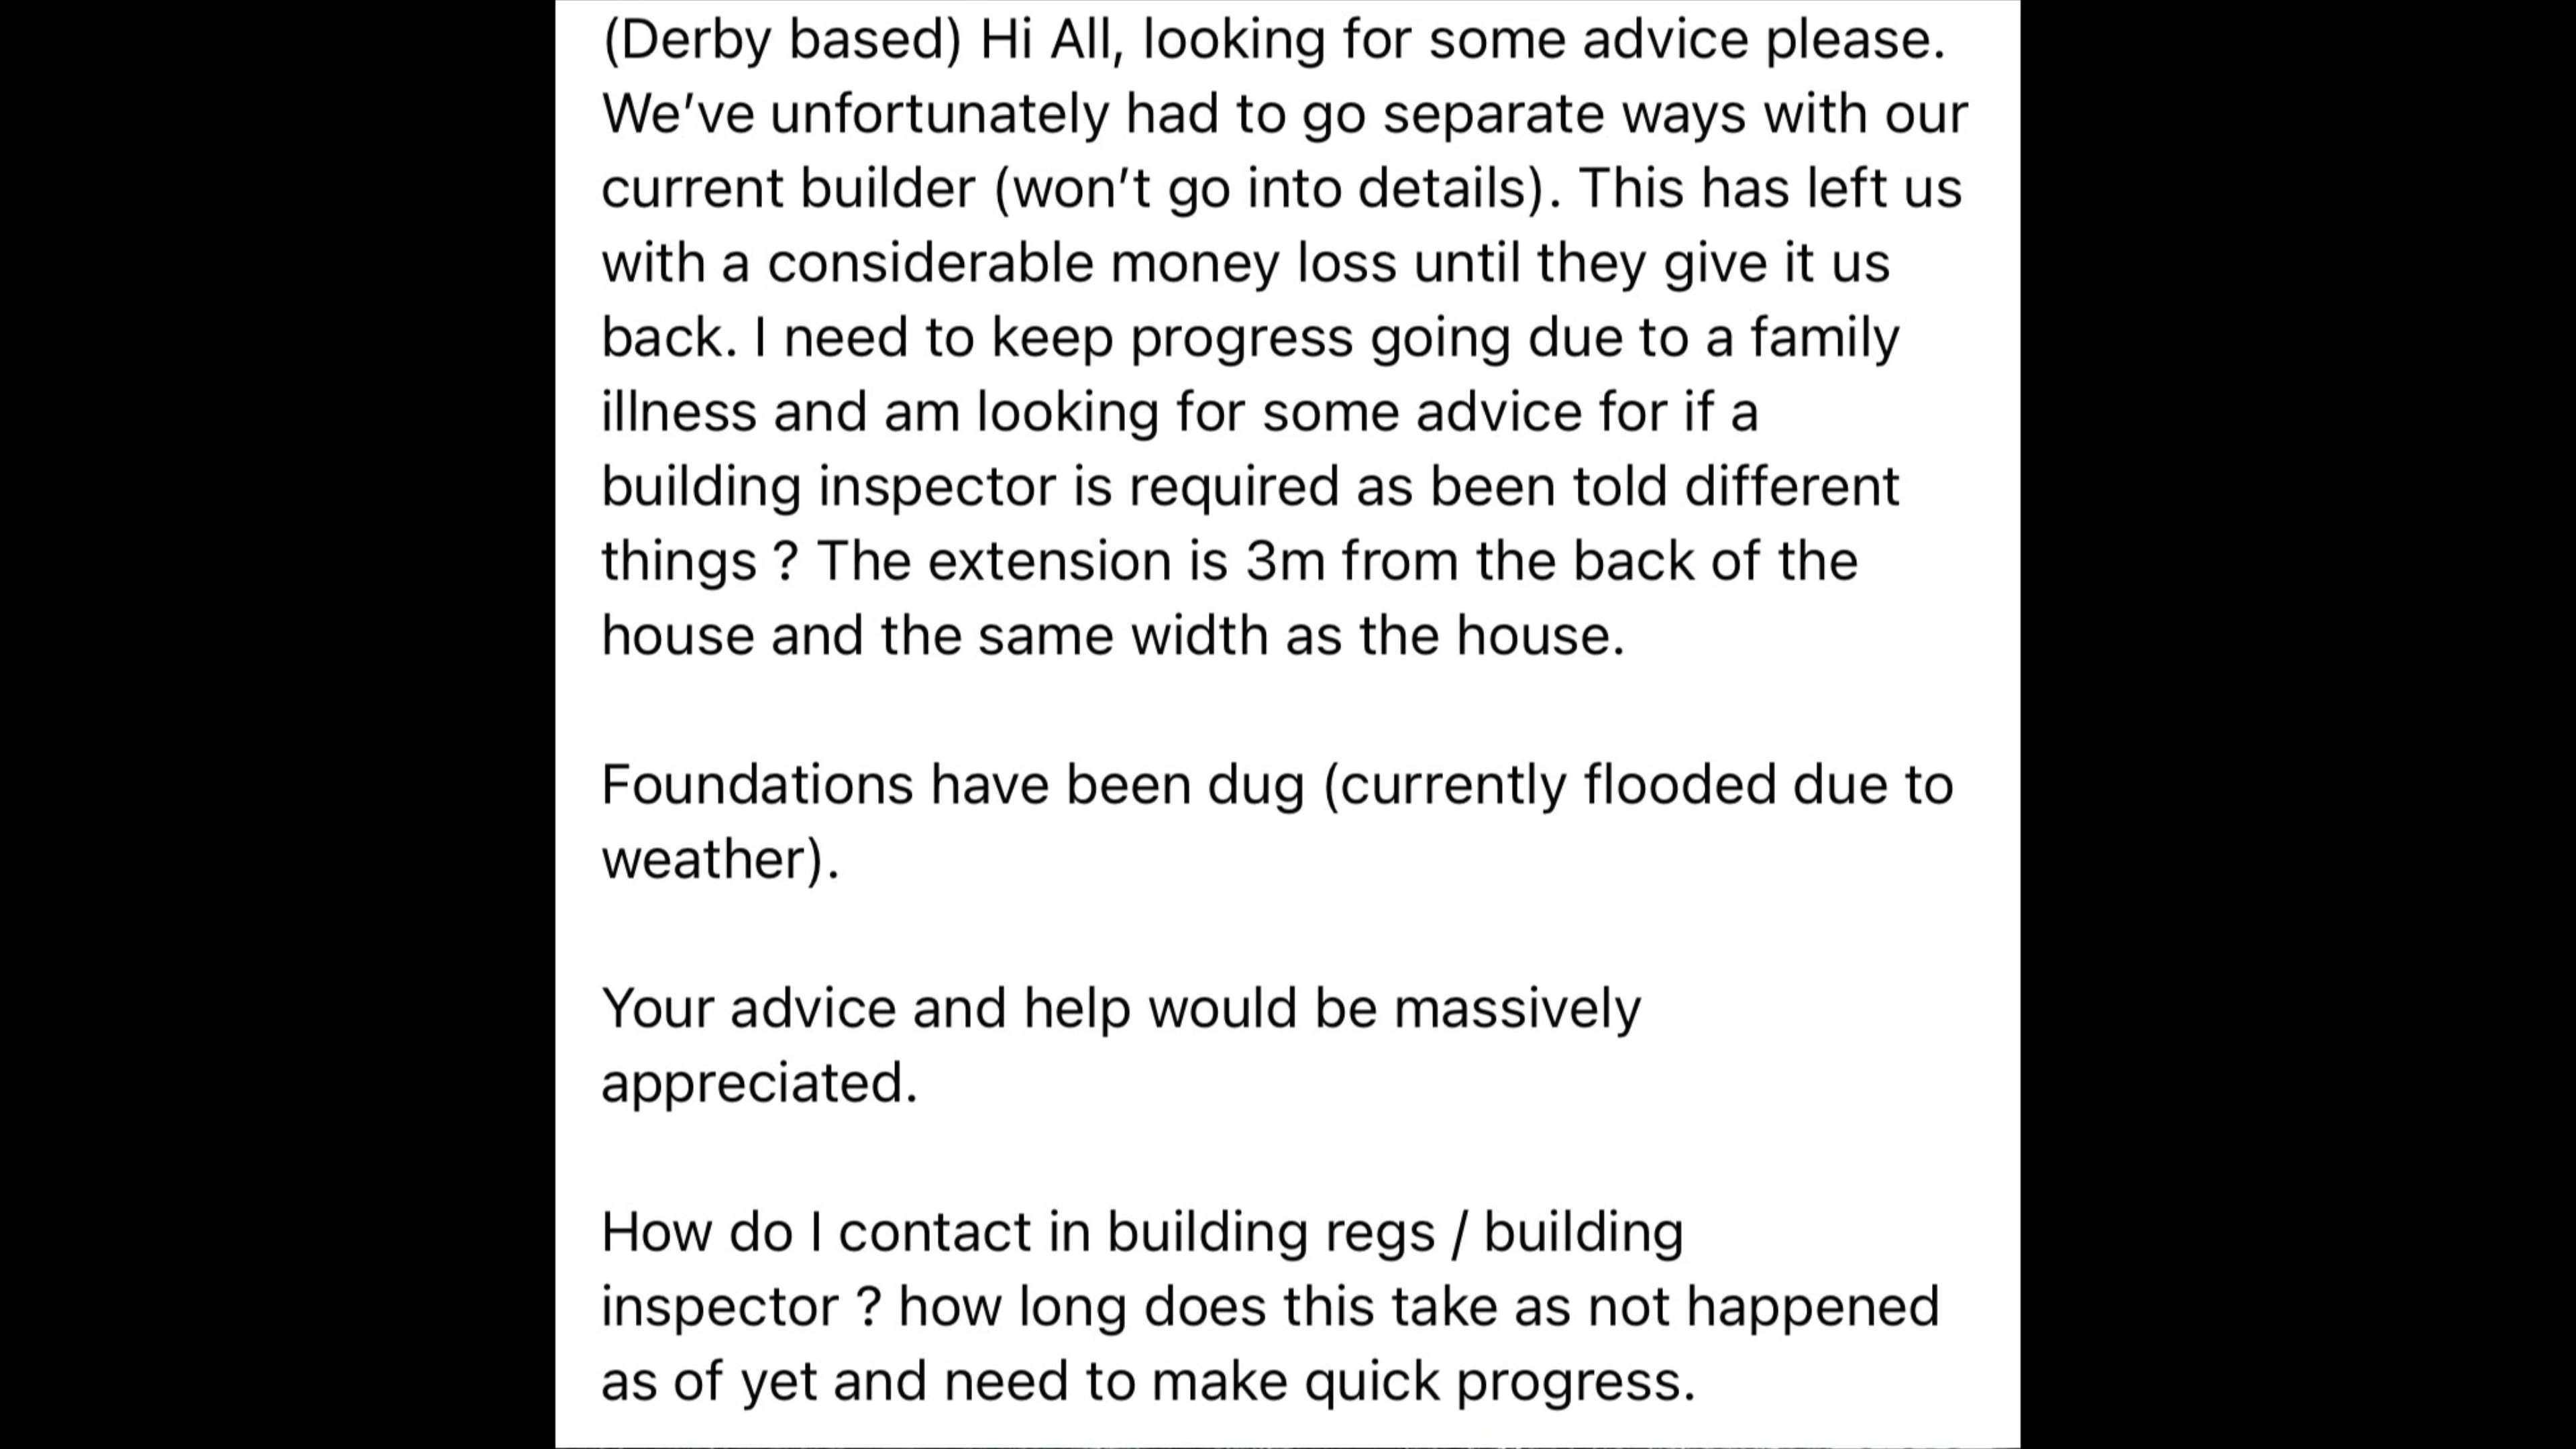 (Derby based) Hi All, looking for some advice please.
We’ve unfortunately had to go separate ways with our
current builder (won’t go into details). This has left us
with a considerable money loss until they give it us
back. I need to keep progress going due to a family
illness and am looking for some advice for if a
building inspector is required as been told different
things ? The extension is 3m from the back of the
house and the same width as the house.
Foundations have been dug (currently flooded due to
weather).
Your advice and help would be massively
appreciated.
How do I contact in building regs / building
inspector ? how long does this take as not happened
as of yet and need to make quick progress.